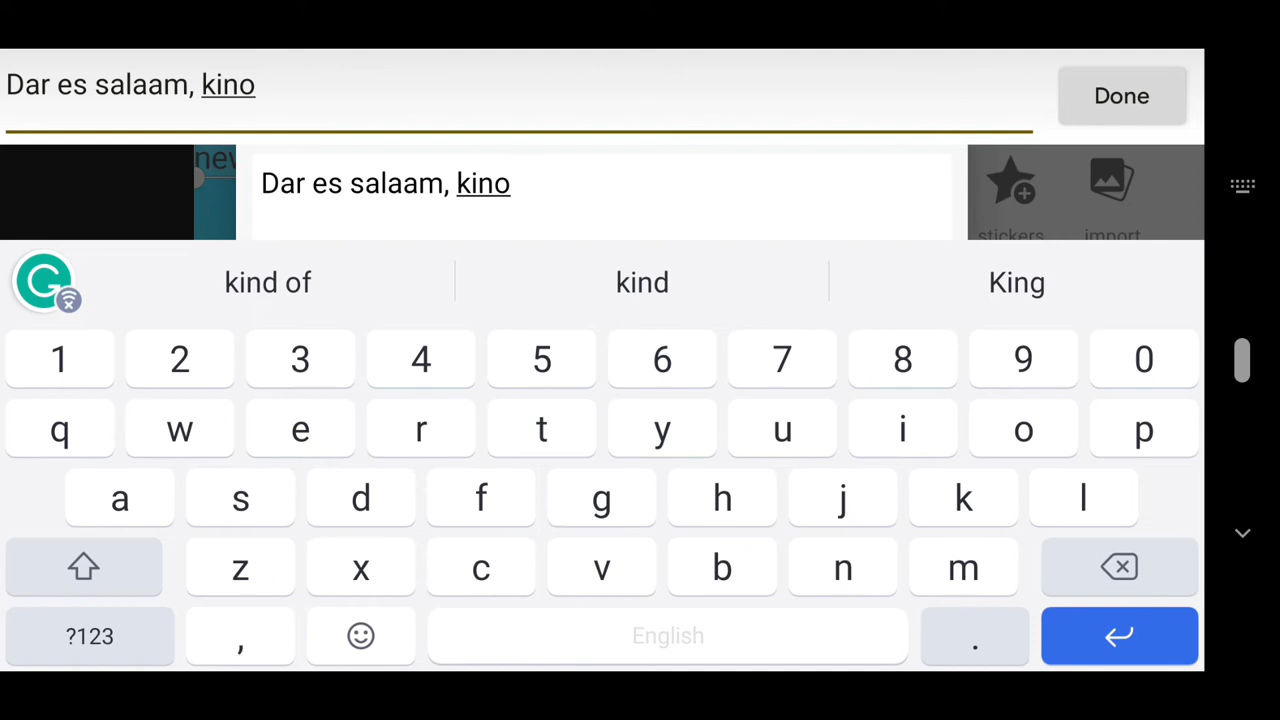 Dar es salaam, kino
Done
new
Dar es salaam, kino
stickers import
kind of kind King
1 2 3 4 5 6 7 8 9 0
q w e r t y u i o p
a s d f g h j k l
z x c v b n m
?123 , English .